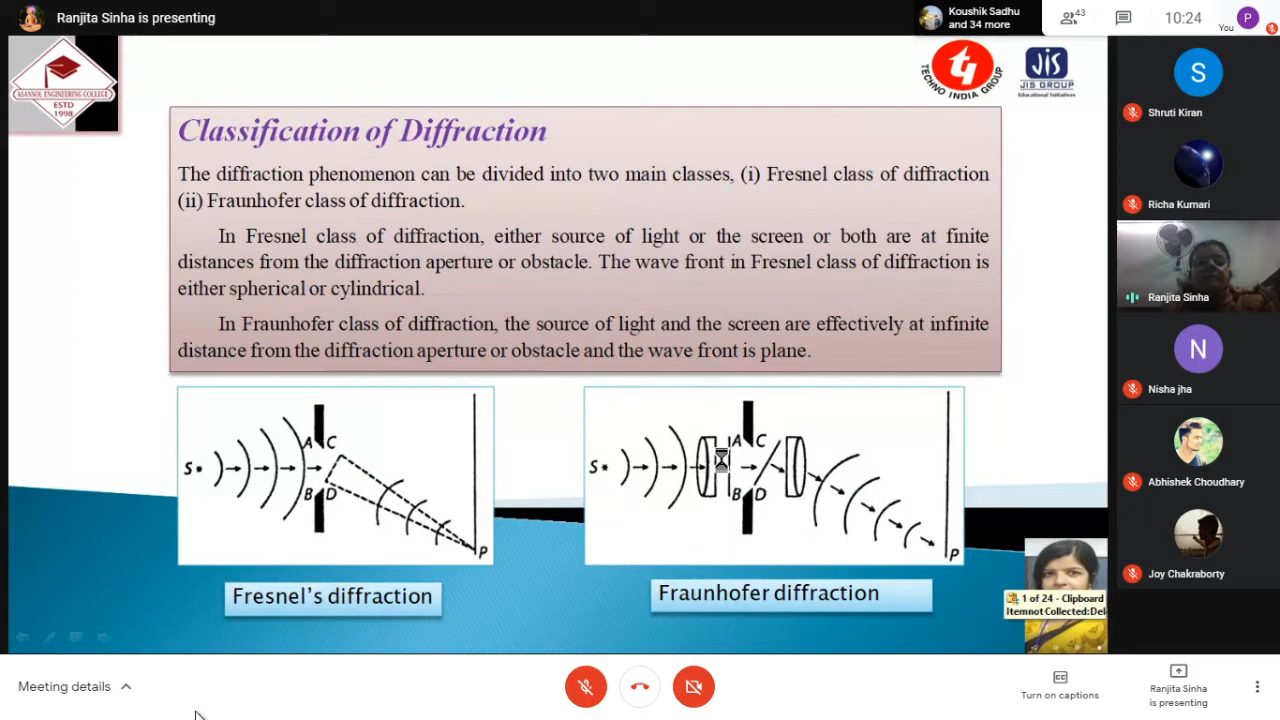 Ranjita Sinha is presenting
Koushik Sadhu
and 34 more
43
10:24
You
P
ASANSOL ENGINEERING COLLEGE
ESTD
1998
TECHNO INDIA GROUP
JIS
JIS GROUP
Educational Initiatives
Classification of Diffraction
The diffraction phenomenon can be divided into two main classes, (i) Fresnel class of diffraction
(ii) Fraunhofer class of diffraction.
In Fresnel class of diffraction, either source of light or the screen or both are at finite
distances from the diffraction aperture or obstacle. The wave front in Fresnel class of diffraction is
either spherical or cylindrical.
In Fraunhofer class of diffraction, the source of light and the screen are effectively at infinite
distance from the diffraction aperture or obstacle and the wave front is plane.
A C
S
B D
P
A C
S
B D
P
Fresnel's diffraction
Fraunhofer diffraction
S
Shruti Kiran
Richa Kumari
Ranjita Sinha
N
Nisha jha
Abhishek Choudhary
Joy Chakraborty
1 of 24 - Clipboard
Itemnot Collected:Del
Meeting details
CC
Turn on captions
Ranjita Sinha
is presenting